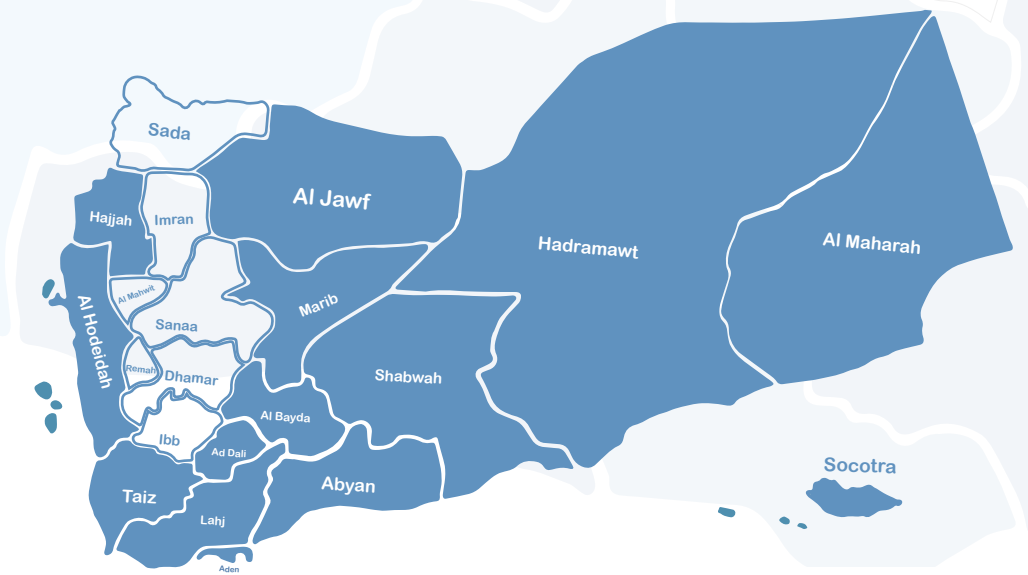 Sada
Al Jawf
Hajjah
Imran
Hadramawt
Al Maharah
Al Mahwit
Marib
Al Hodeidah
Sanaa
Remah
Dhamar
Shabwah
Al Bayda
Ibb
Ad Dali
Socotra
Taiz
Abyan
Lahj
Aden